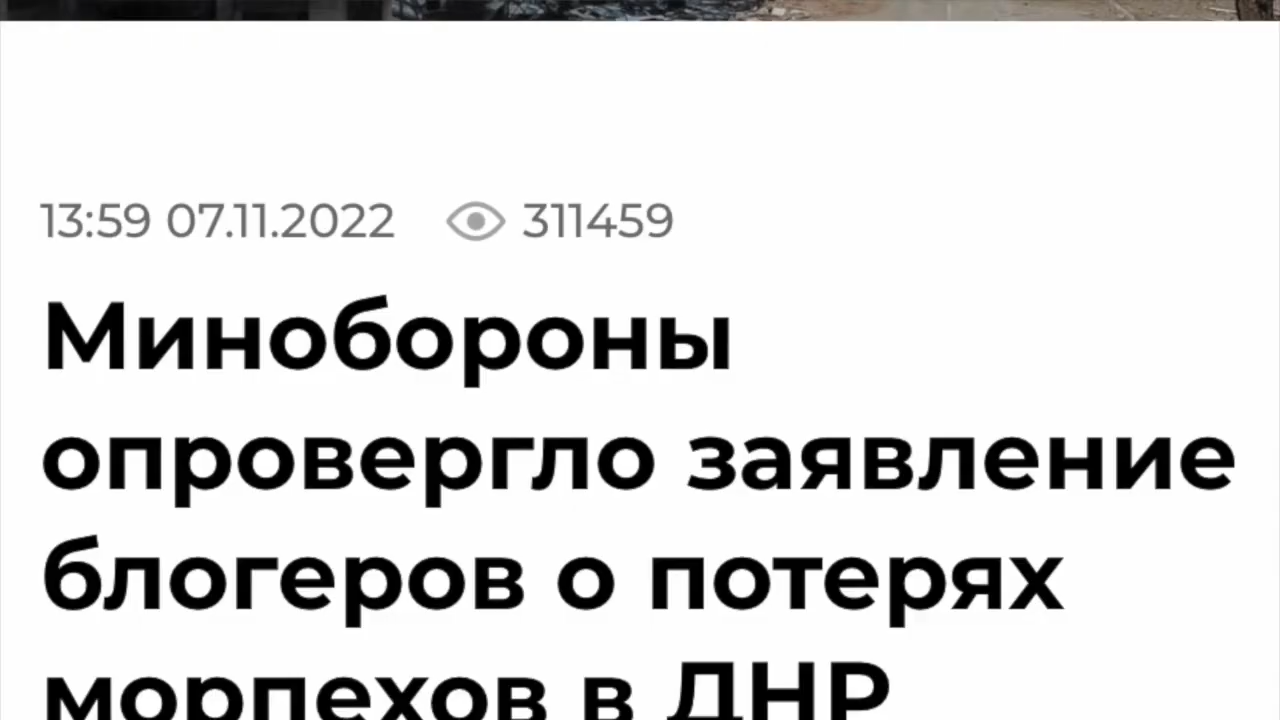 13:59 07.11.2022 311459
Минобороны
опровергло заявление
блогеров о потерях
морпехов в ДНР